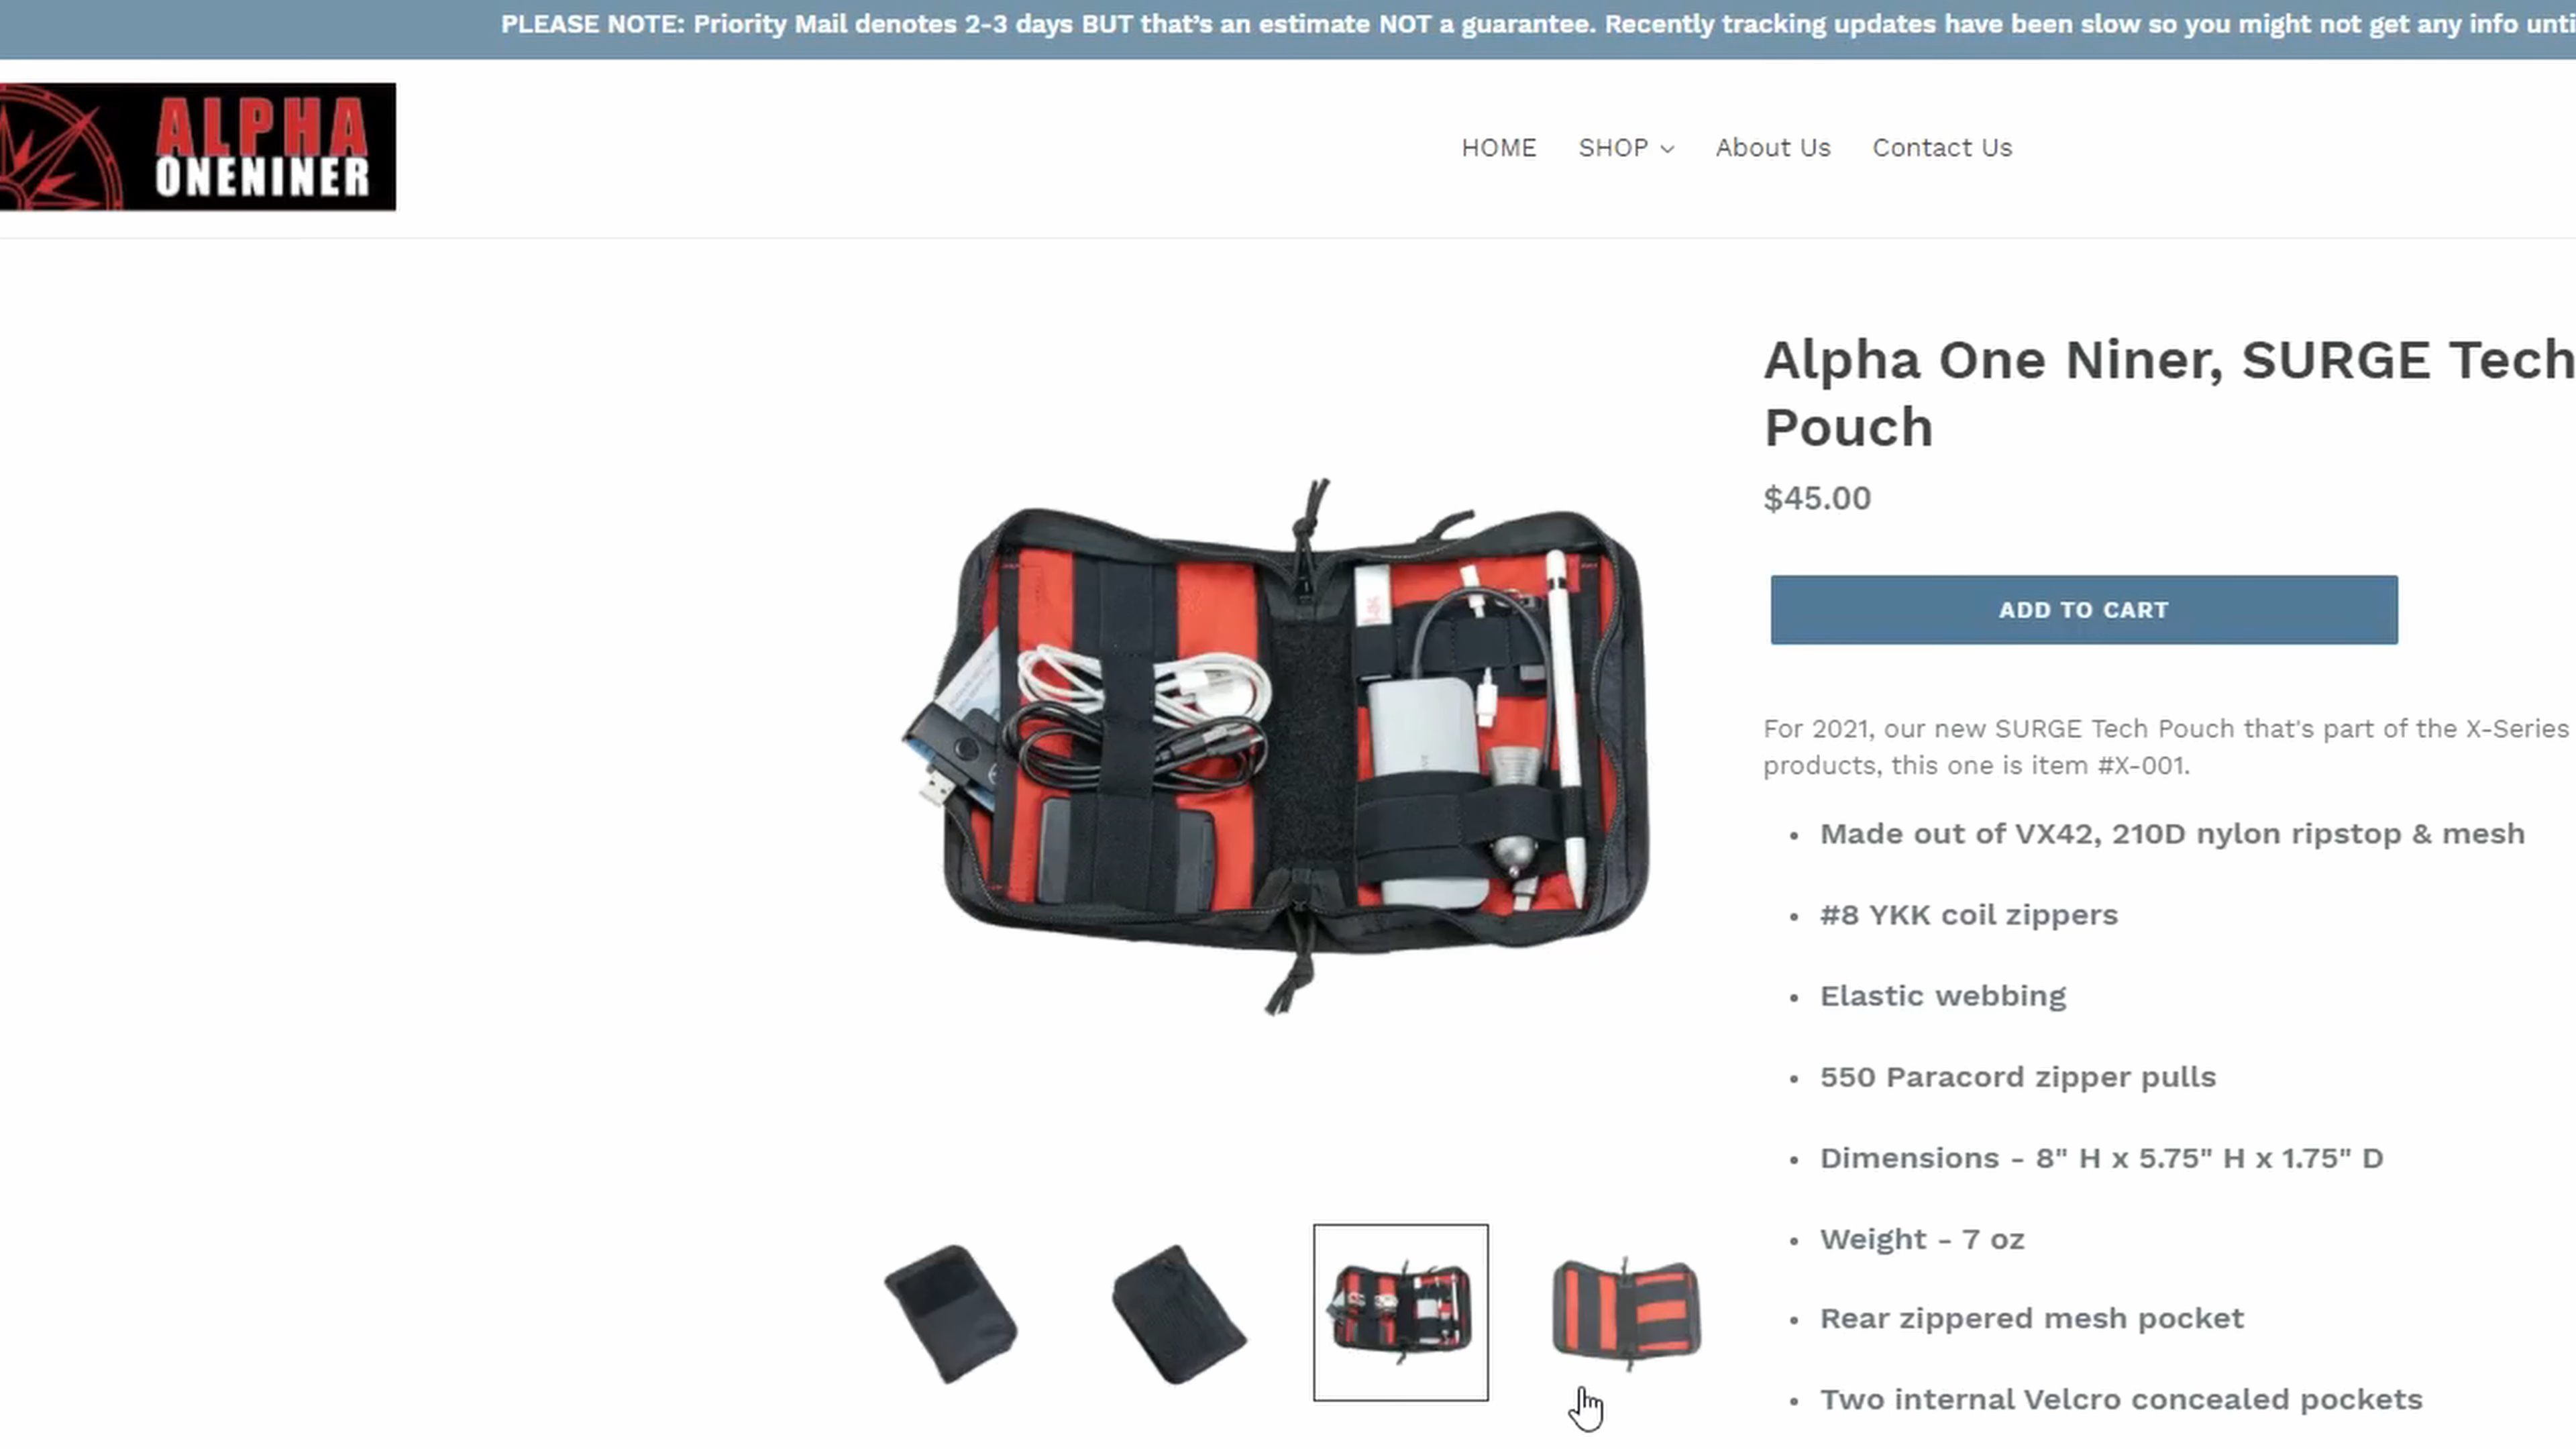 PLEASE NOTE: Priority Mail denotes 2-3 days BUT that's an estimate NOT a guarantee. Recently tracking updates have been slow so you might not get any info
ALPHA
ONENINER
HOME SHOP About Us Contact Us
Alpha One Niner, SURGE Tech
Pouch
$45.00
ADD TO CART
For 2021, our new SURGE Tech Pouch that's part of the X-Series
products, this one is item #X-001.
• Made out of VX42, 210D nylon ripstop & mesh
• #8 YKK coil zippers
• Elastic webbing
• 550 Paracord zipper pulls
• Dimensions - 8" H x 5.75" H x 1.75" D
• Weight - 7 oz
• Rear zippered mesh pocket
• Two internal Velcro concealed pockets